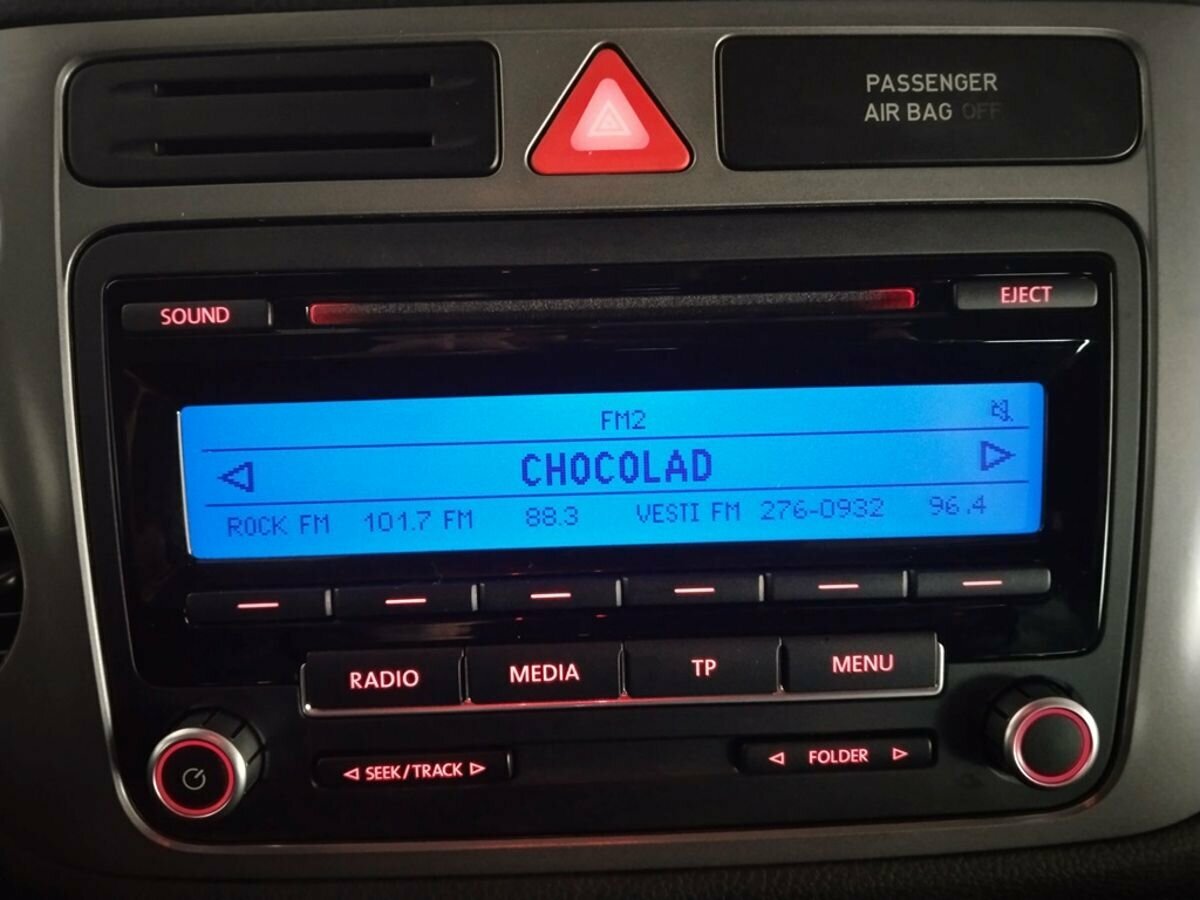 PASSENGER
AIR BAG OFF
SOUND
EJECT
FM2
CHOCOLAD
ROCK FM 101.7 FM 88.3 VESTI FM 276-0932 96.4
RADIO MEDIA TP MENU
SEEK/TRACK
FOLDER